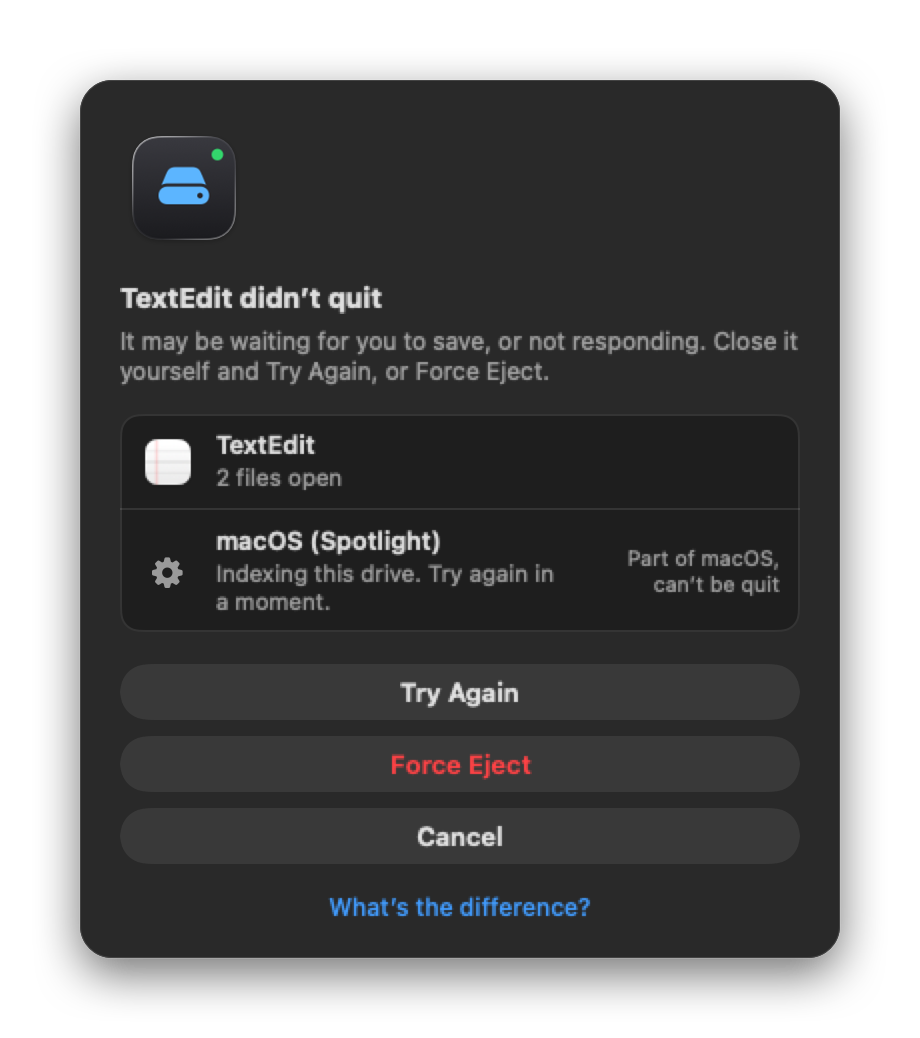 TextEdit didn’t quit
It may be waiting for you to save, or not responding. Close it
yourself and Try Again, or Force Eject.
TextEdit
2 files open
macOS (Spotlight)
Indexing this drive. Try again in
a moment.
Part of macOS,
can’t be quit
Try Again
Force Eject
Cancel
What’s the difference?